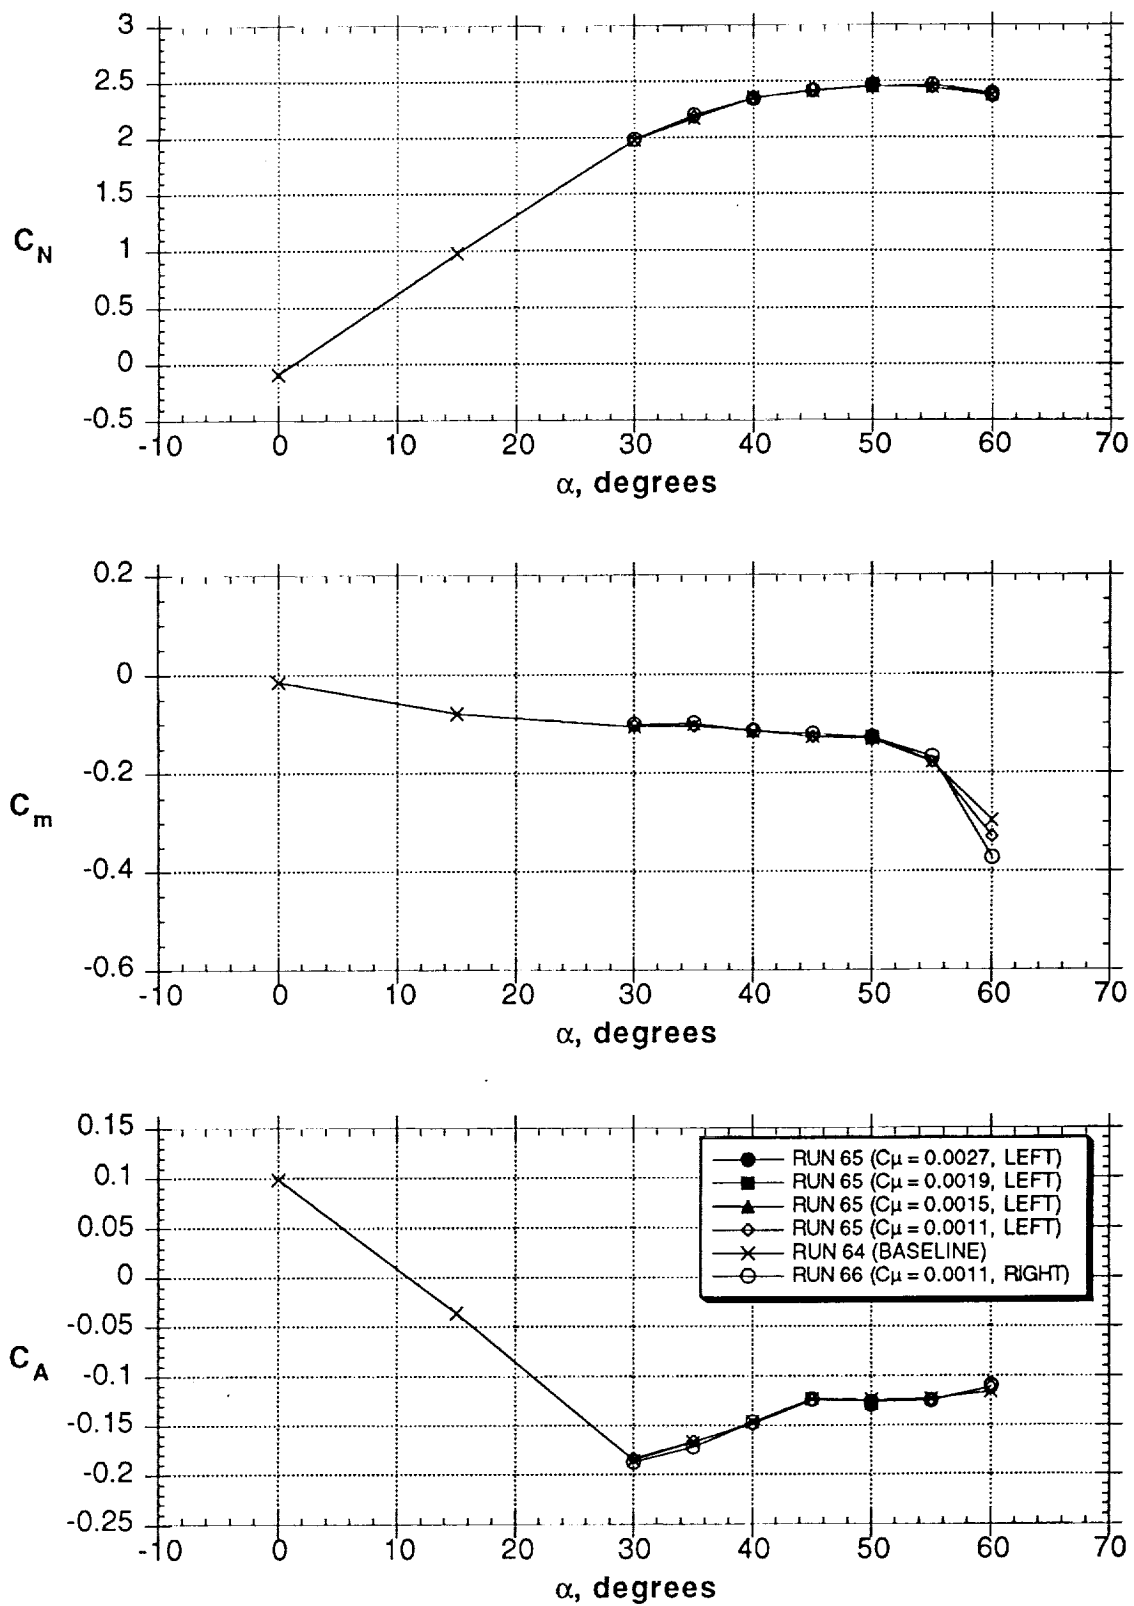 3
2.5
2
1.5
1
0.5
0
-0.5
C_N
-10 0 10 20 30 40 50 60 70
α, degrees
0.2
0
-0.2
-0.4
-0.6
C_m
-10 0 10 20 30 40 50 60 70
α, degrees
0.15
0.1
0.05
0
-0.05
-0.1
-0.15
-0.2
-0.25
C_A
RUN 65 (Cμ = 0.0027, LEFT)
RUN 65 (Cμ = 0.0019, LEFT)
RUN 65 (Cμ = 0.0015, LEFT)
RUN 65 (Cμ = 0.0011, LEFT)
RUN 64 (BASELINE)
RUN 66 (Cμ = 0.0011, RIGHT)
-10 0 10 20 30 40 50 60 70
α, degrees